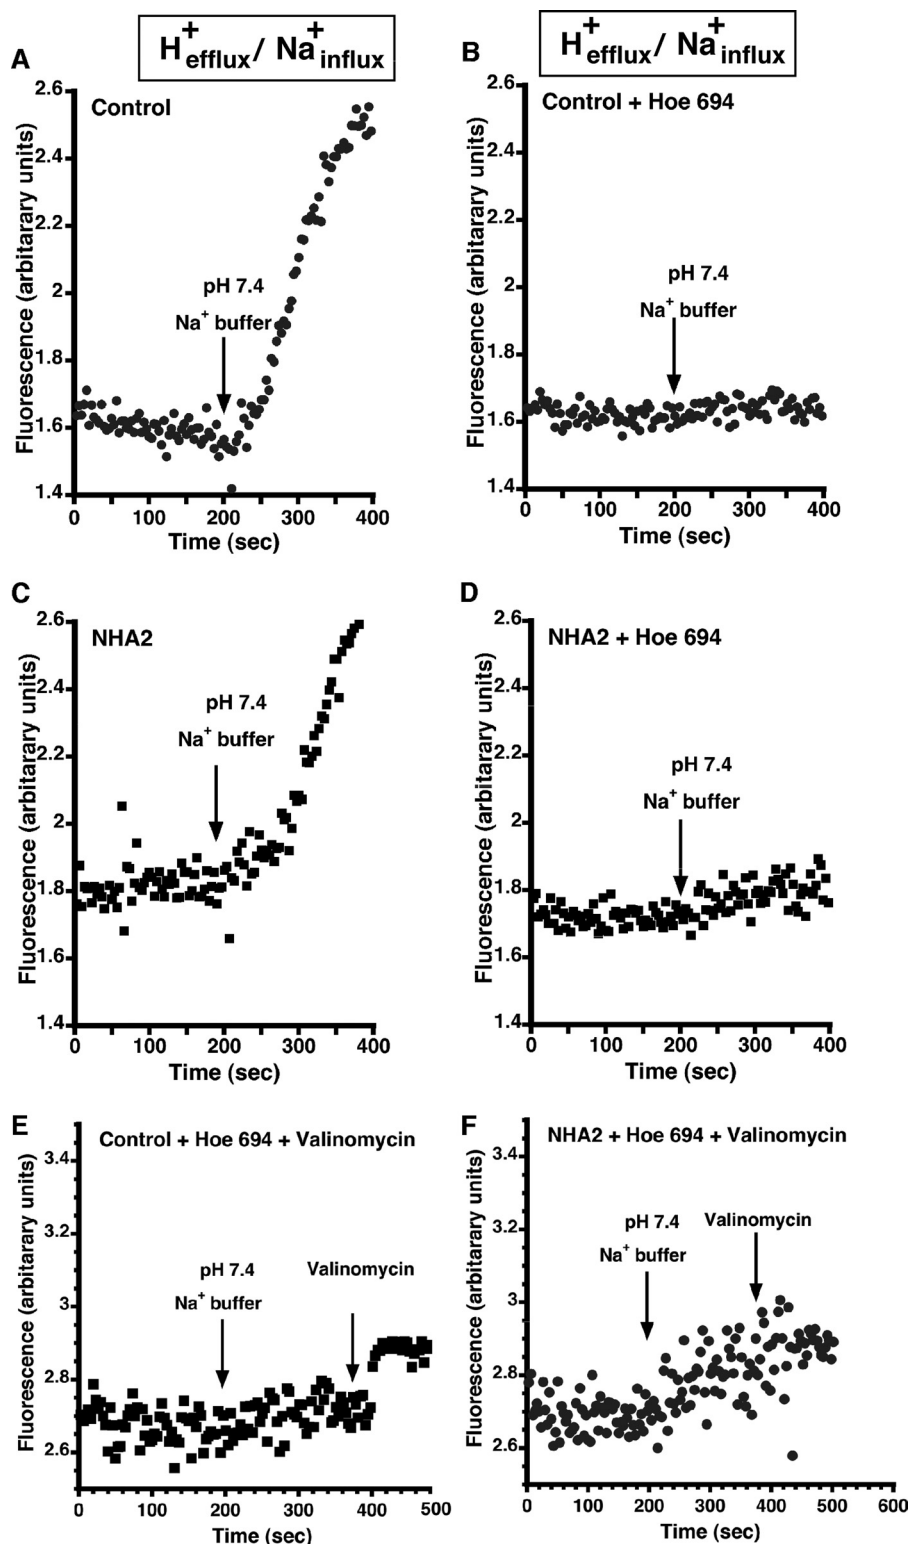 A
H+efflux/ Na+influx
Control
Fluorescence (arbitarary units)
2.6
2.4
2.2
2
1.8
1.6
1.4
pH 7.4
Na+ buffer
0 100 200 300 400
Time (sec)
B
H+efflux/ Na+influx
Control + Hoe 694
Fluorescence (arbitarary units)
2.6
2.4
2.2
2
1.8
1.6
1.4
pH 7.4
Na+ buffer
0 100 200 300 400
Time (sec)
C
NHA2
Fluorescence (arbitarary units)
2.6
2.4
2.2
2
1.8
1.6
1.4
pH 7.4
Na+ buffer
0 100 200 300 400
Time (sec)
D
NHA2 + Hoe 694
Fluorescence (arbitarary units)
2.6
2.4
2.2
2
1.8
1.6
1.4
pH 7.4
Na+ buffer
0 100 200 300 400
Time (sec)
E
Control + Hoe 694 + Valinomycin
Fluorescence (arbitarary units)
3.4
3.2
3
2.8
2.6
pH 7.4
Na+ buffer
Valinomycin
0 100 200 300 400 500
Time (sec)
F
NHA2 + Hoe 694 + Valinomycin
Fluorescence (arbitarary units)
3.4
3.2
3
2.8
2.6
pH 7.4
Na+ buffer
Valinomycin
0 100 200 300 400 500 600
Time (sec)